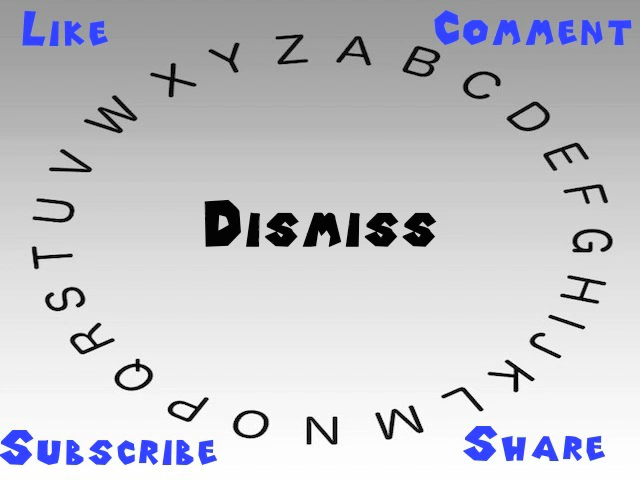 Like
Comment
A B C D E F G H I J K L M N O P Q R S T U V W X Y Z
Dismiss
Subscribe
Share